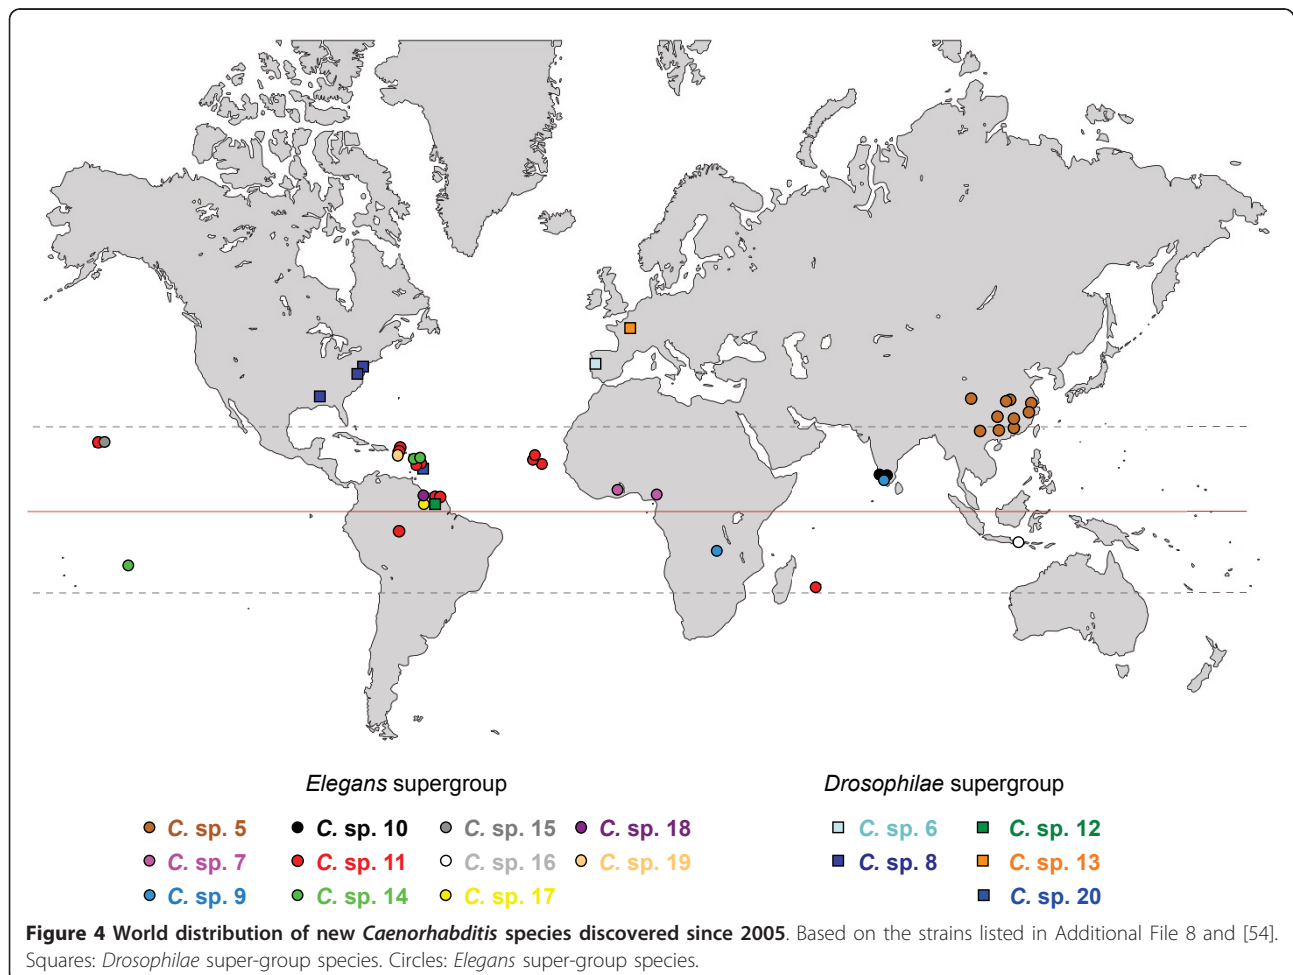 Elegans supergroup
Drosophilae supergroup
C. sp. 5
C. sp. 10
C. sp. 15
C. sp. 18
C. sp. 6
C. sp. 12
C. sp. 7
C. sp. 11
C. sp. 16
C. sp. 19
C. sp. 8
C. sp. 13
C. sp. 9
C. sp. 14
C. sp. 17
C. sp. 20
Figure 4 World distribution of new Caenorhabditis species discovered since 2005. Based on the strains listed in Additional File 8 and [54].
Squares: Drosophilae super-group species. Circles: Elegans super-group species.